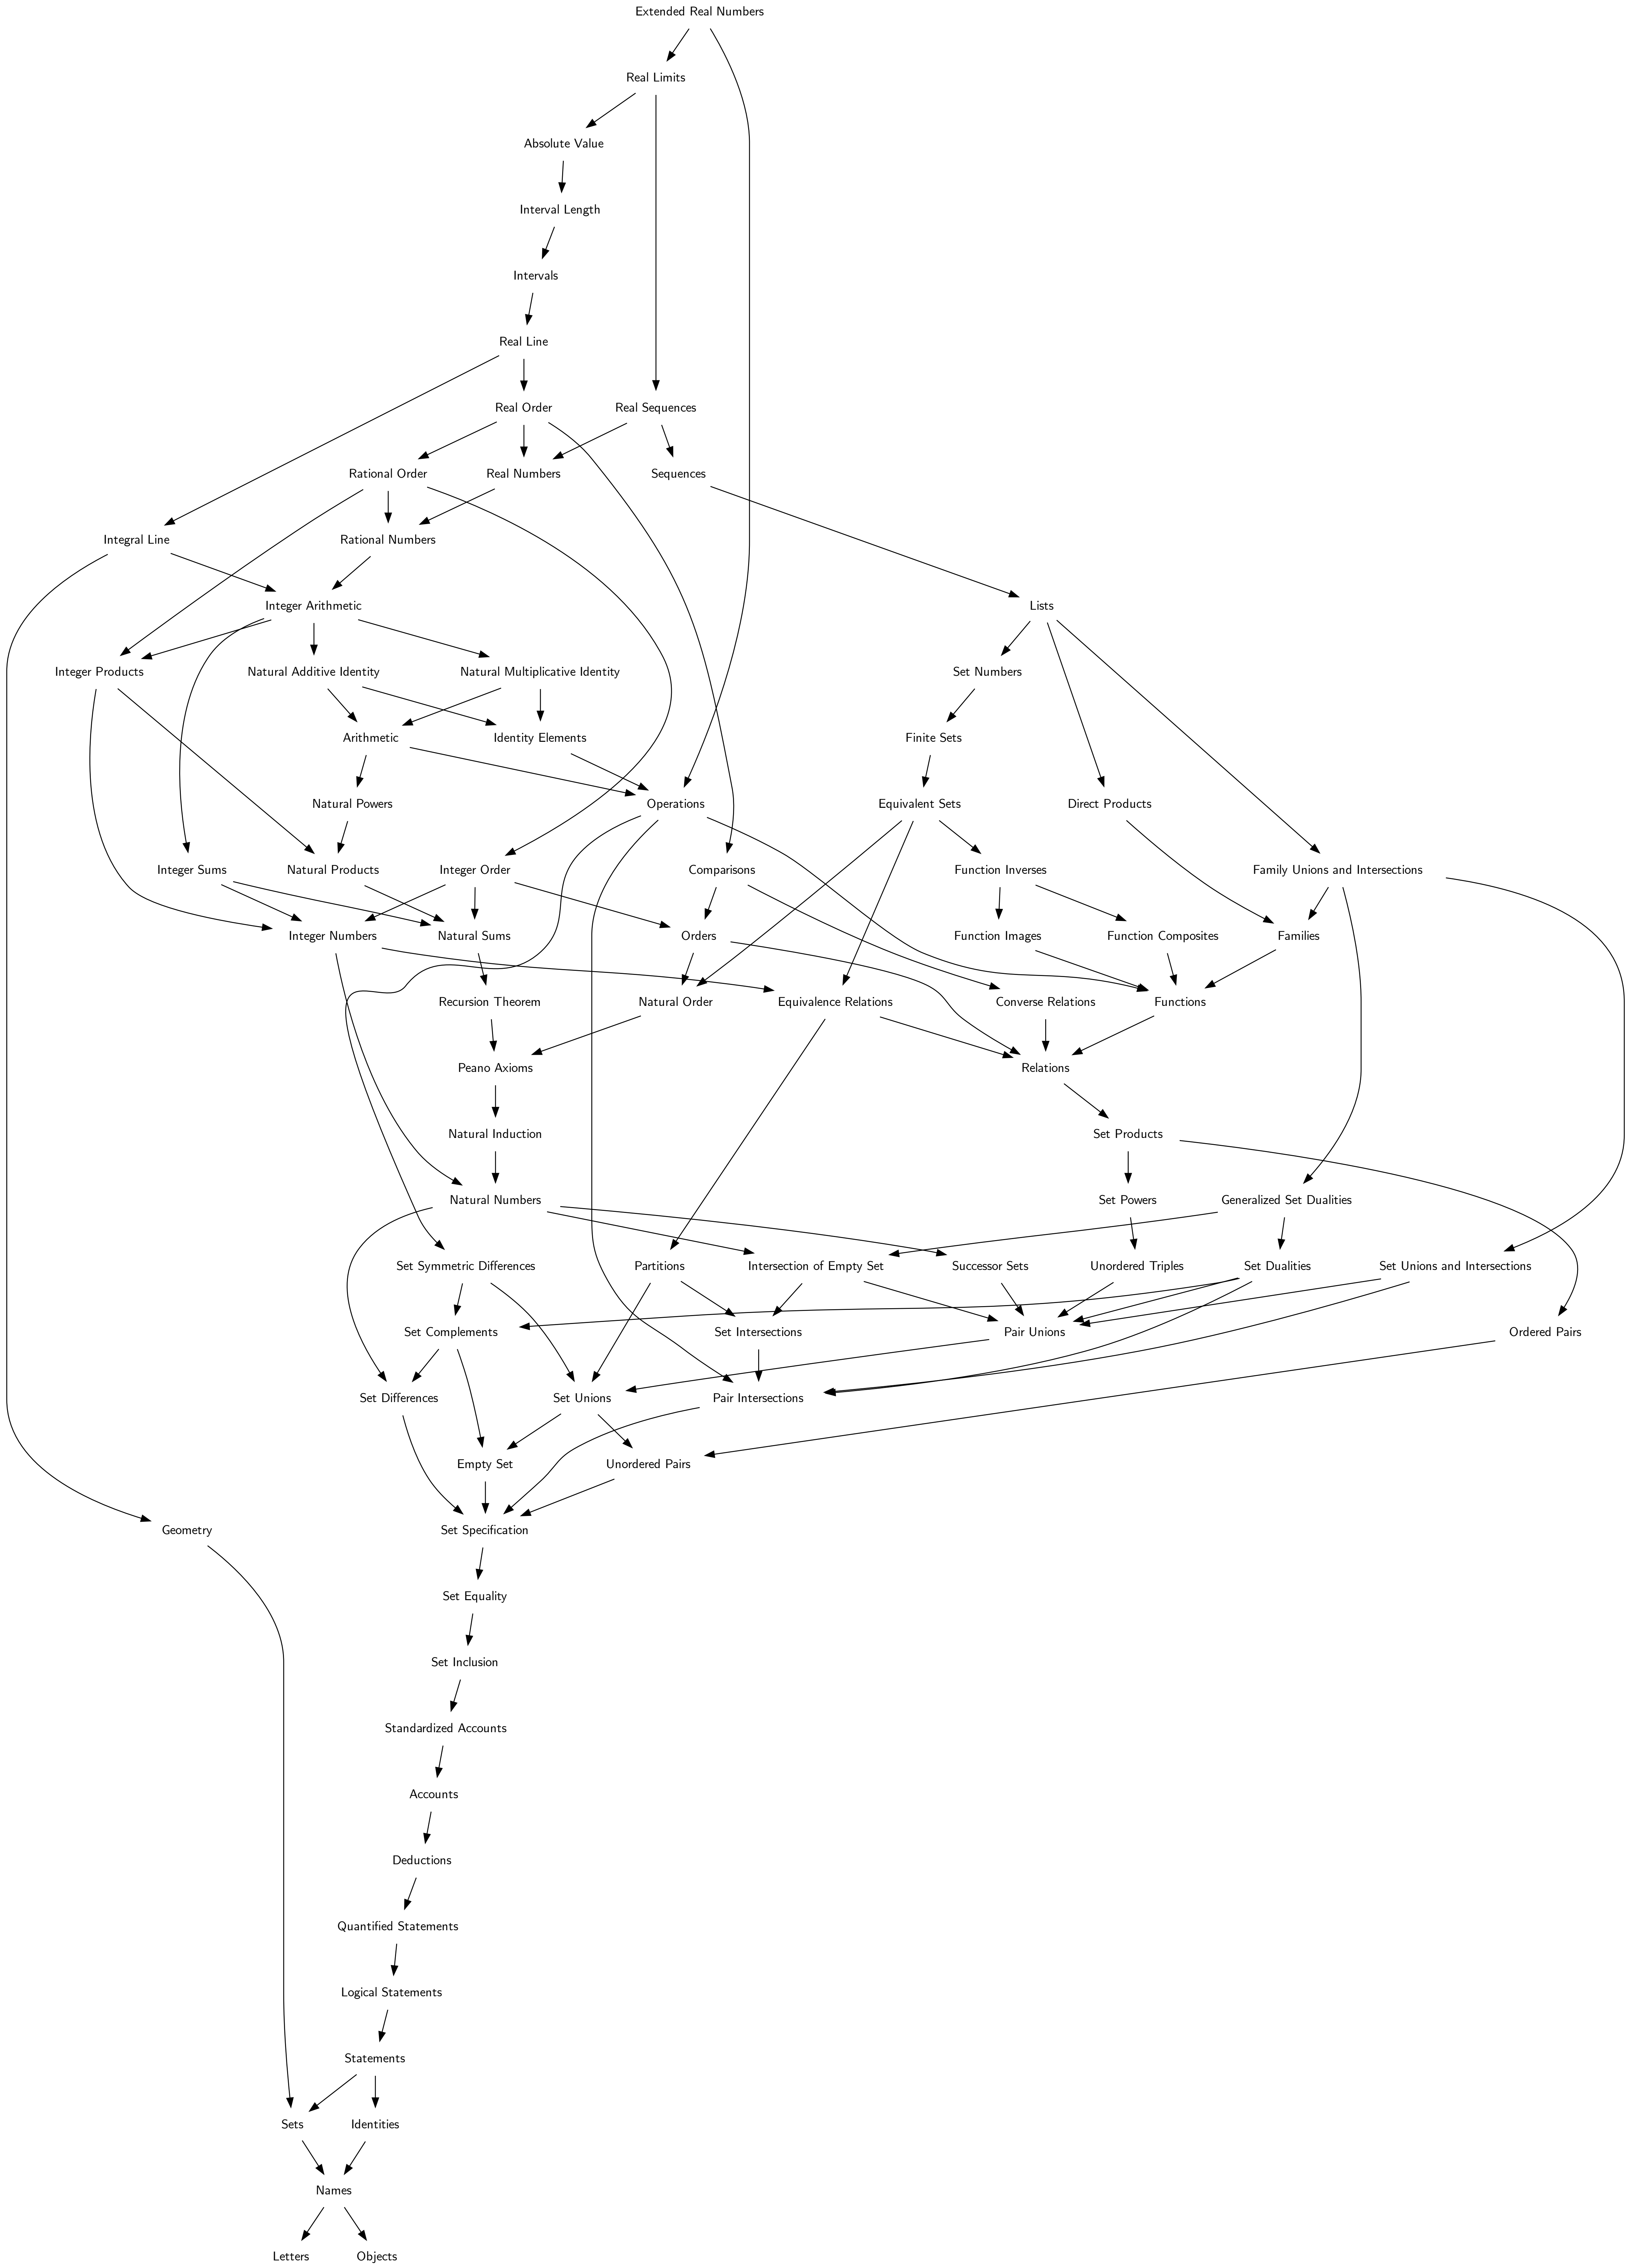 Extended Real Numbers
Real Limits
Absolute Value
Interval Length
Intervals
Real Line
Real Order
Real Sequences
Rational Order
Real Numbers
Sequences
Integral Line
Rational Numbers
Integer Arithmetic
Lists
Integer Products
Natural Additive Identity
Natural Multiplicative Identity
Set Numbers
Arithmetic
Identity Elements
Finite Sets
Natural Powers
Operations
Equivalent Sets
Direct Products
Integer Sums
Natural Products
Integer Order
Comparisons
Function Inverses
Family Unions and Intersections
Integer Numbers
Natural Sums
Orders
Function Images
Function Composites
Families
Recursion Theorem
Natural Order
Equivalence Relations
Converse Relations
Functions
Peano Axioms
Relations
Natural Induction
Set Products
Natural Numbers
Set Powers
Generalized Set Dualities
Set Symmetric Differences
Partitions
Intersection of Empty Set
Successor Sets
Unordered Triples
Set Dualities
Set Unions and Intersections
Set Complements
Set Intersections
Pair Unions
Ordered Pairs
Set Differences
Set Unions
Pair Intersections
Empty Set
Unordered Pairs
Geometry
Set Specification
Set Equality
Set Inclusion
Standardized Accounts
Accounts
Deductions
Quantified Statements
Logical Statements
Statements
Sets
Identities
Names
Letters
Objects